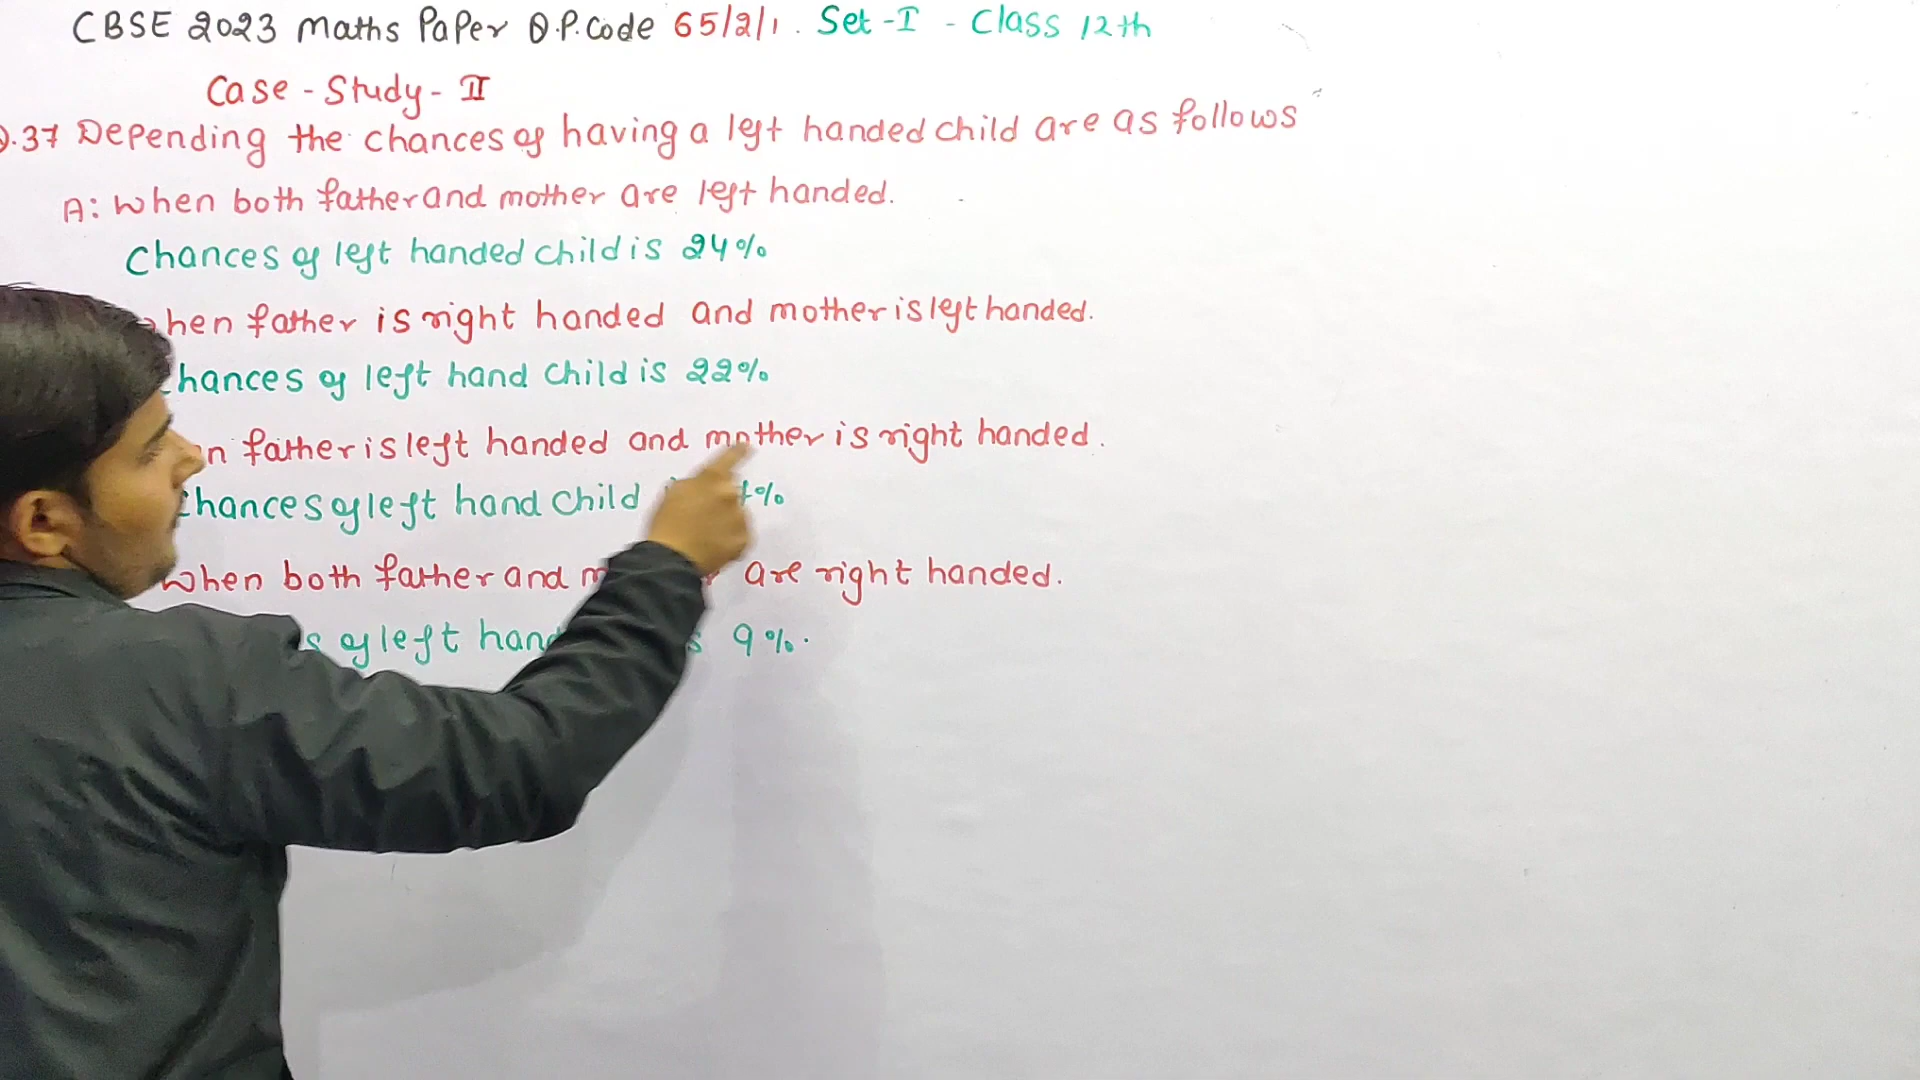 CBSE 2023 Maths Paper Q.P. Code 65/2/1. Set-I - Class 12th
Case-Study-II
Q.37 Depending the chances of having a left handed child are as follows
A: When both father and mother are left handed.
Chances of left handed child is 24%
When father is right handed and mother is left handed.
Chances of left hand child is 22%
father is left handed and mother is right handed.
Chances of left hand child
When both father and are right handed.
of left 9%.